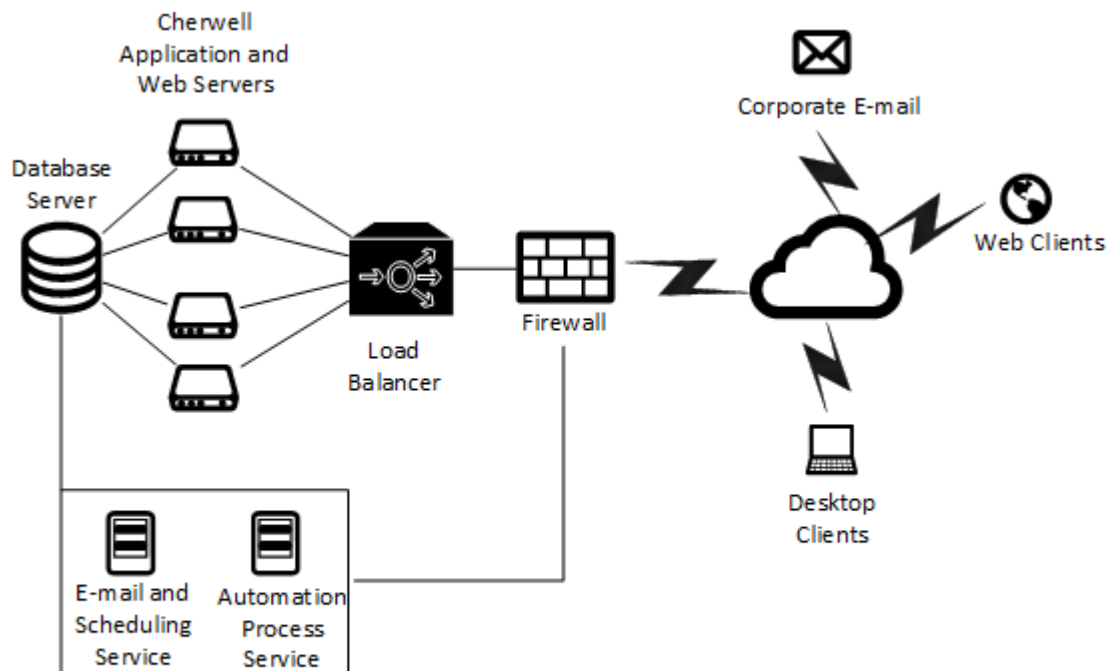 Cherwell
Application and
Web Servers
Corporate E-mail
Database
Server
Web Clients
Firewall
Load
Balancer
Desktop
Clients
E-mail and
Scheduling
Service
Automation
Process
Service